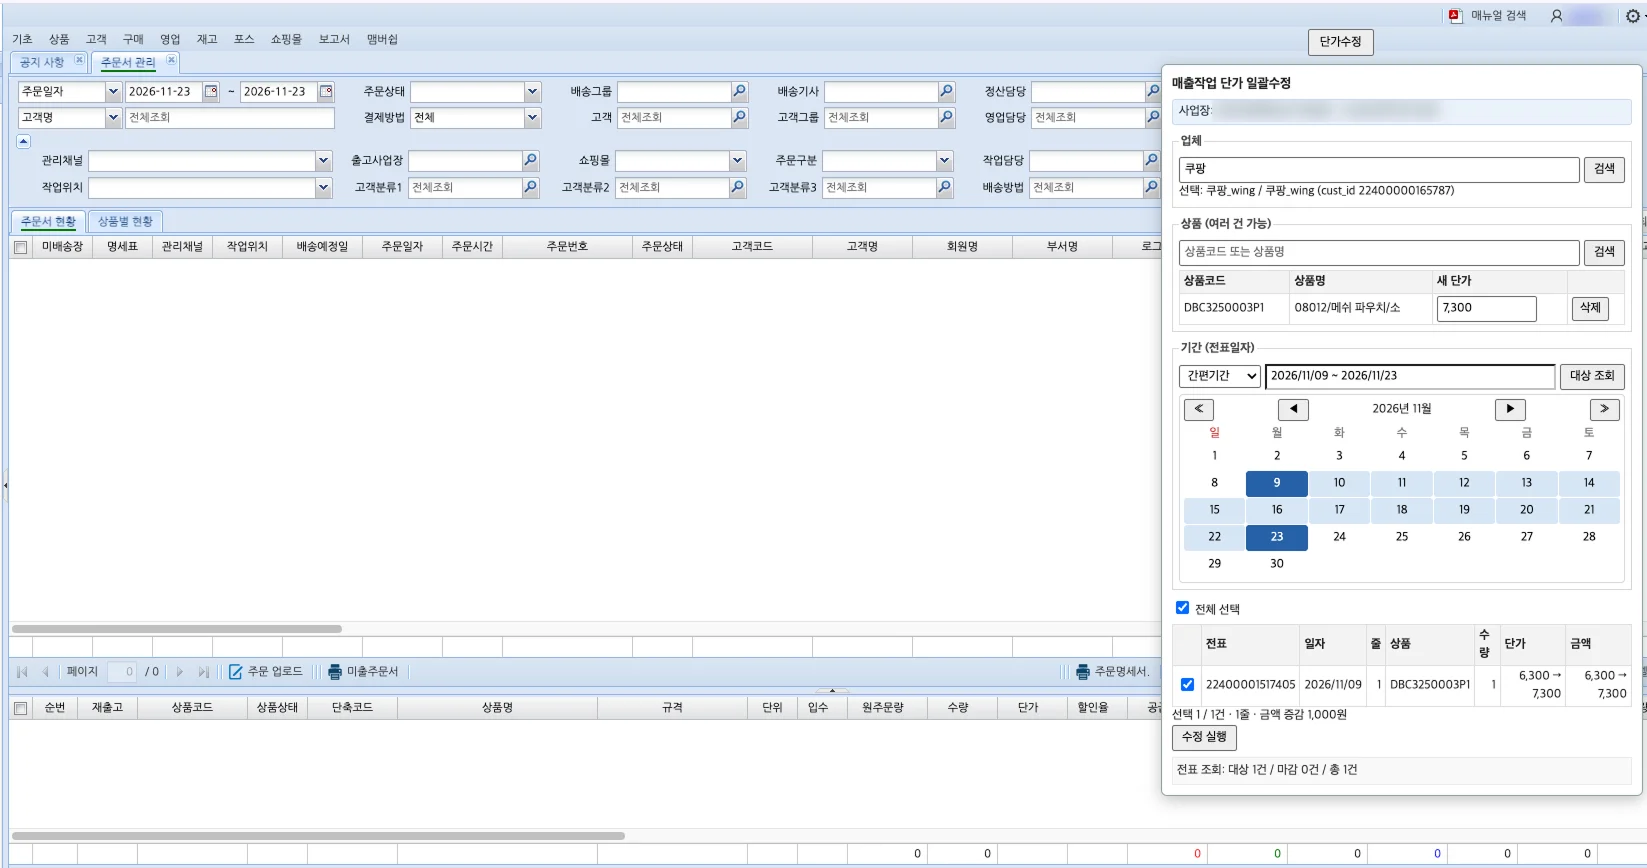 매뉴얼 검색
기초 상품 고객 구매 영업 재고 포스 쇼핑몰 보고서 맴버쉽
단가수정
공지 사항 주문서 관리
주문일자 2026-11-23 ~ 2026-11-23 주문상태 배송그룹 배송기사 정산담당
고객명 전체조회 결제방법 전체 고객 전체조회 고객그룹 전체조회 영업담당 전체조회
관리채널 출고사업장 쇼핑몰 주문구분 작업담당
작업위치 고객분류1 전체조회 고객분류2 전체조회 고객분류3 전체조회 배송방법 전체조회
주문서 현황 상품별 현황
미배송장 명세표 관리채널 작업위치 배송예정일 주문일자 주문시간 주문번호 주문상태 고객코드 고객명 회원명 부서명 로그
페이지 0 / 0 주문 업로드 미출주문서 주문명세서.
순번 재출고 상품코드 상품상태 단축코드 상품명 규격 단위 입수 원주문량 수량 단가 할인율 공급
0 0 0 0 0 0 0 0
매출작업 단가 일괄수정
사업장:
업체
쿠팡 검색
선택: 쿠팡_wing / 쿠팡_wing (cust_id 22400000165787)
상품 (여러 건 가능)
상품코드 또는 상품명 검색
상품코드 상품명 새 단가
DBC3250003P1 08012/메쉬 파우치/소 7,300 삭제
기간 (전표일자)
간편기간 2026/11/09 ~ 2026/11/23 대상 조회
≪ ◀ 2026년 11월 ▶ ≫
일 월 화 수 목 금 토
1 2 3 4 5 6 7
8 9 10 11 12 13 14
15 16 17 18 19 20 21
22 23 24 25 26 27 28
29 30
전체 선택
전표 일자 줄 상품 수량 단가 금액
22400001517405 2026/11/09 1 DBC3250003P1 1 6,300 → 7,300 6,300 → 7,300
선택 1 / 1건 · 1줄 · 금액 증감 1,000원
수정 실행
전표 조회: 대상 1건 / 마감 0건 / 총 1건